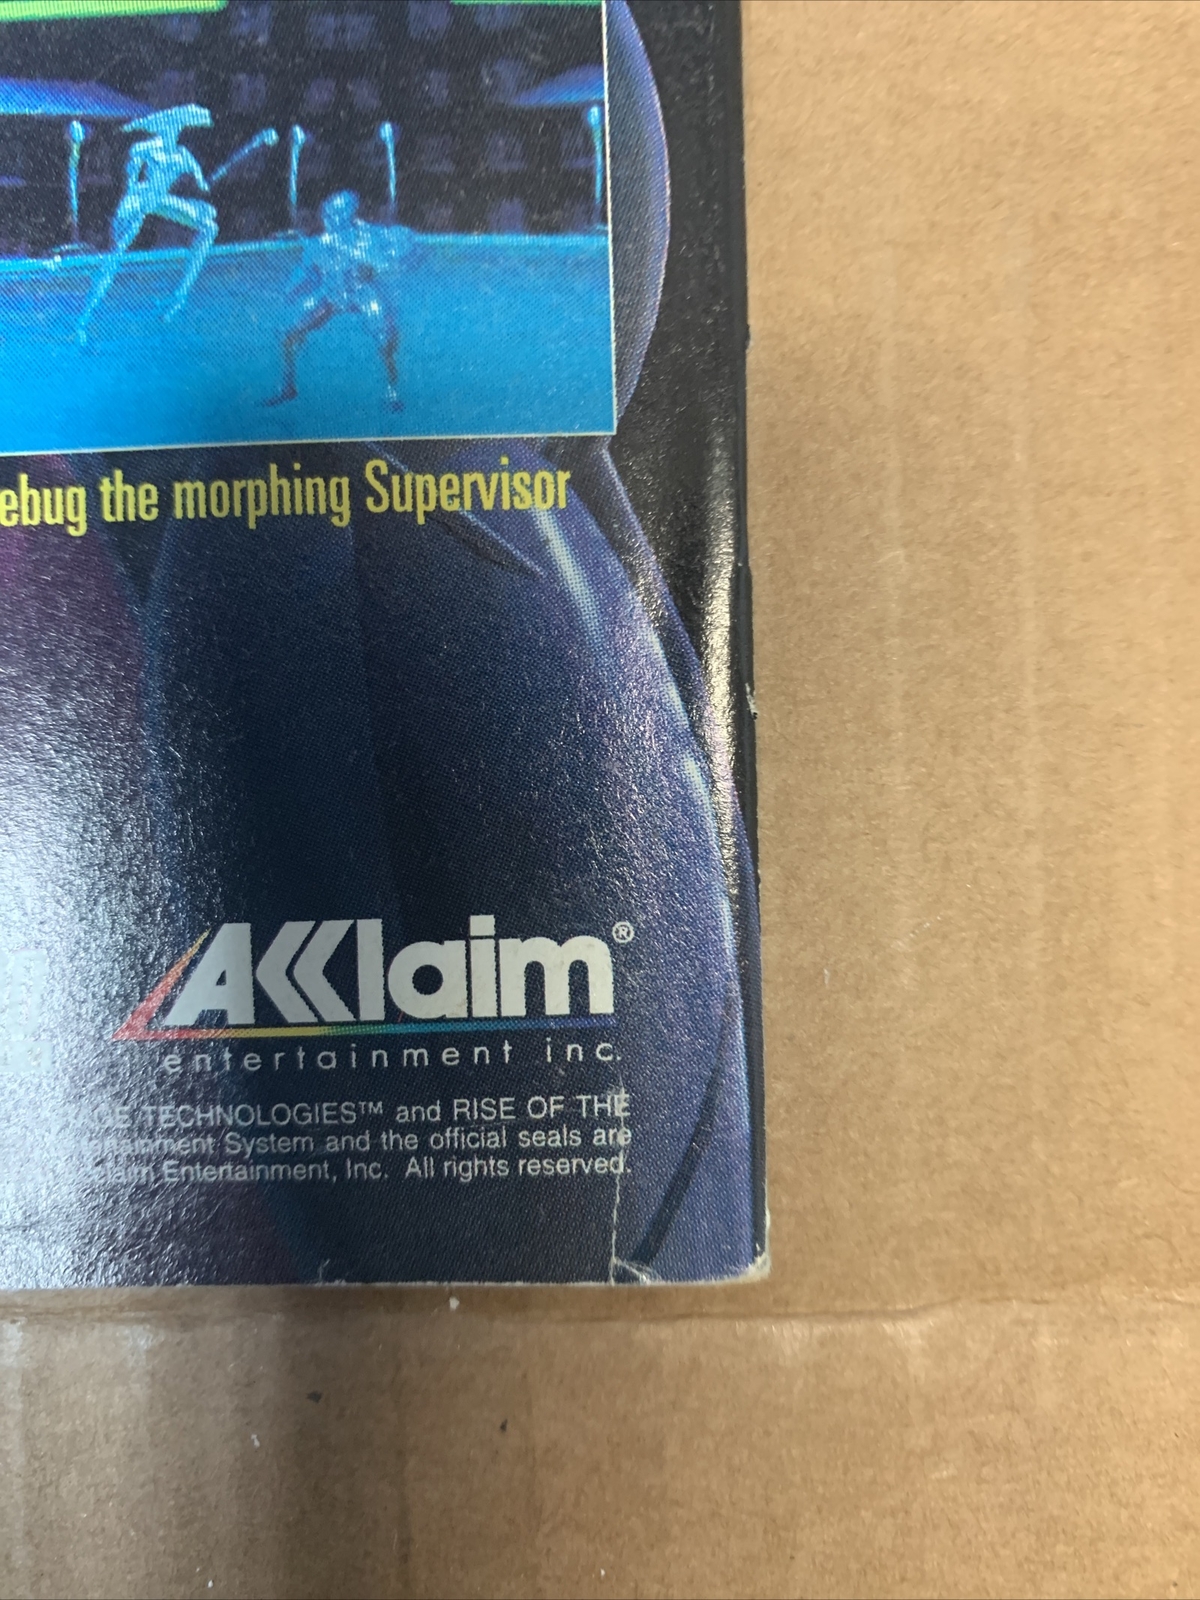 ebug the morphing Supervisor
Acclaim®
entertainment inc.
TECHNOLOGIES™ and RISE OF THE
System and the official seals are
Entertainment, Inc. All rights reserved.